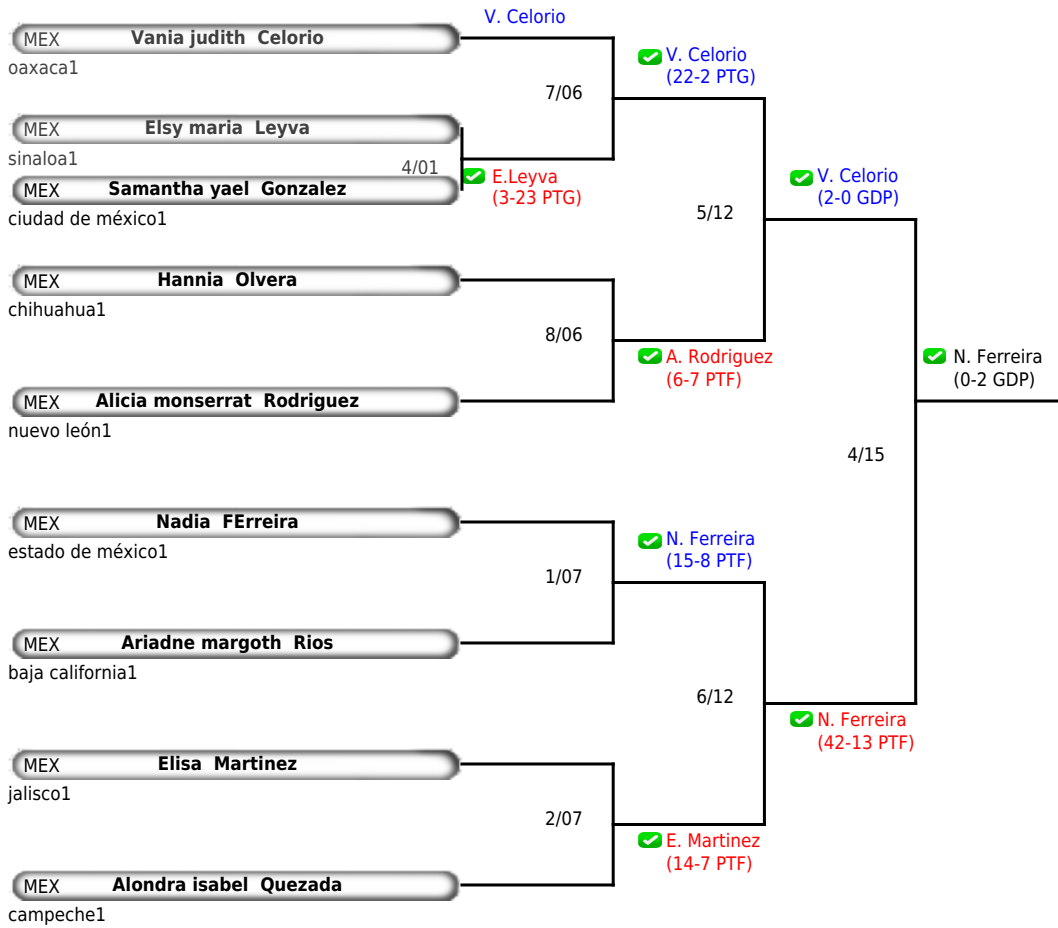 V. Celorio
MEX Vania judith Celorio
oaxaca1
V. Celorio
(22-2 PTG)
7/06
MEX Elsy maria Leyva
sinaloa1
4/01
E.Leyva
(3-23 PTG)
MEX Samantha yael Gonzalez
ciudad de méxico1
V. Celorio
(2-0 GDP)
5/12
MEX Hannia Olvera
chihuahua1
8/06
A. Rodriguez
(6-7 PTF)
MEX Alicia monserrat Rodriguez
nuevo león1
N. Ferreira
(0-2 GDP)
4/15
MEX Nadia FErreira
estado de méxico1
N. Ferreira
(15-8 PTF)
1/07
MEX Ariadne margoth Rios
baja california1
6/12
N. Ferreira
(42-13 PTF)
MEX Elisa Martinez
jalisco1
2/07
E. Martinez
(14-7 PTF)
MEX Alondra isabel Quezada
campeche1